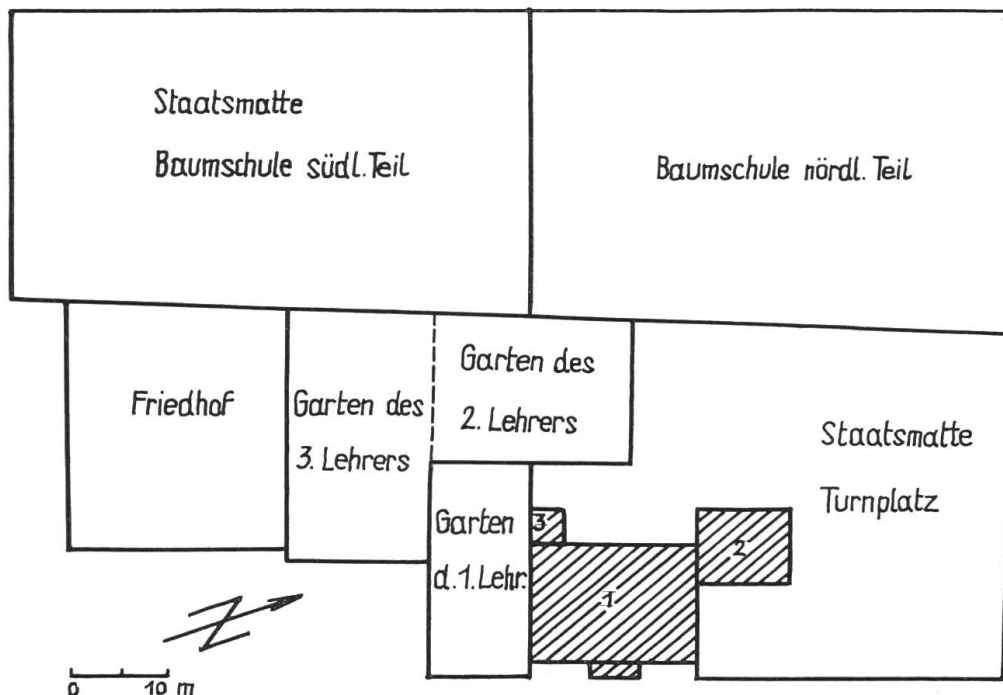 Staatsmatte
Baumschule südl. Teil
Baumschule nördl. Teil
Friedhof
Garten des
3. Lehrers
Garten des
2. Lehrers
Garten
d. 1. Lehr.
Staatsmatte
Turnplatz
3
1
2
N
0 10 m